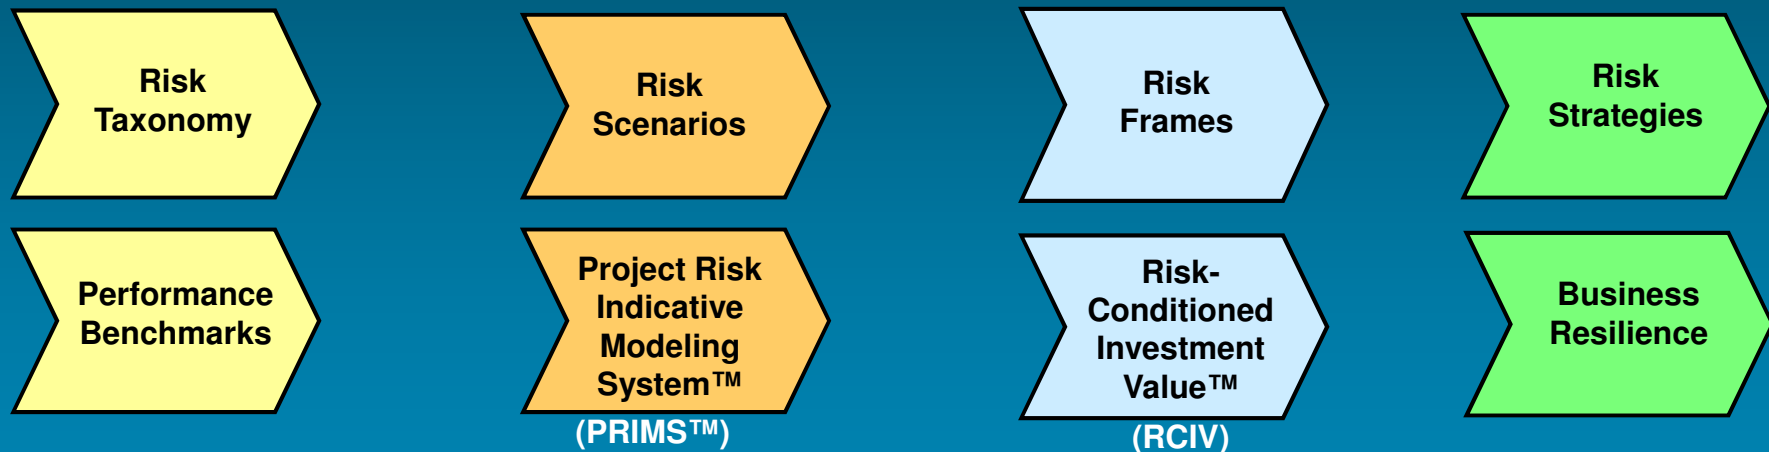 Risk
Taxonomy
Risk
Scenarios
Risk
Frames
Risk
Strategies
Performance
Benchmarks
Project Risk
Indicative
Modeling
System™
(PRIMS™)
Risk-
Conditioned
Investment
Value™
(RCIV)
Business
Resilience